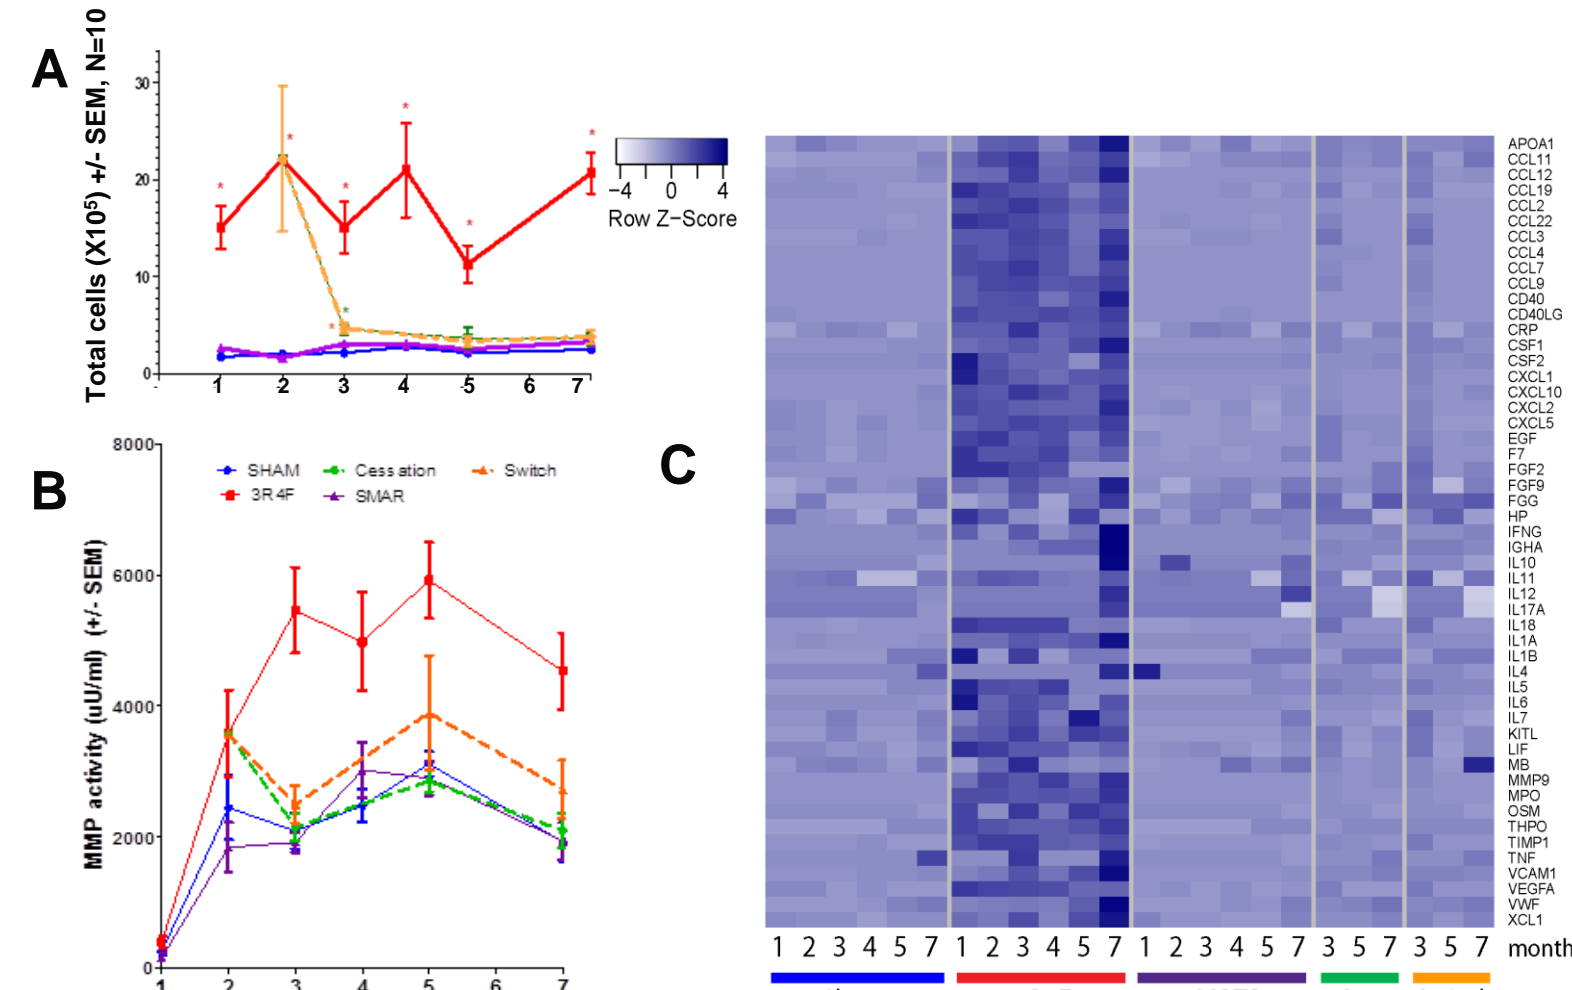 A
Total cells (X10⁵) +/- SEM, N=10
30
20
10
0
1 2 3 4 5 6 7
* * * * * * * *
−4 0 4
Row Z−Score
B
MMP activity (uU/ml) (+/- SEM)
8000
6000
4000
2000
0
1 2 3 4 5 6 7
SHAM Cessation Switch
3R4F SMAR
C
APOA1
CCL11
CCL12
CCL19
CCL2
CCL22
CCL3
CCL4
CCL7
CCL9
CD40
CD40LG
CRP
CSF1
CSF2
CXCL1
CXCL10
CXCL2
CXCL5
EGF
F7
FGF2
FGF9
FGG
HP
IFNG
IGHA
IL10
IL11
IL12
IL17A
IL18
IL1A
IL1B
IL4
IL5
IL6
IL7
KITL
LIF
MB
MMP9
MPO
OSM
THPO
TIMP1
TNF
VCAM1
VEGFA
VWF
XCL1
1 2 3 4 5 7 1 2 3 4 5 7 1 2 3 4 5 7 3 5 7 3 5 7 month